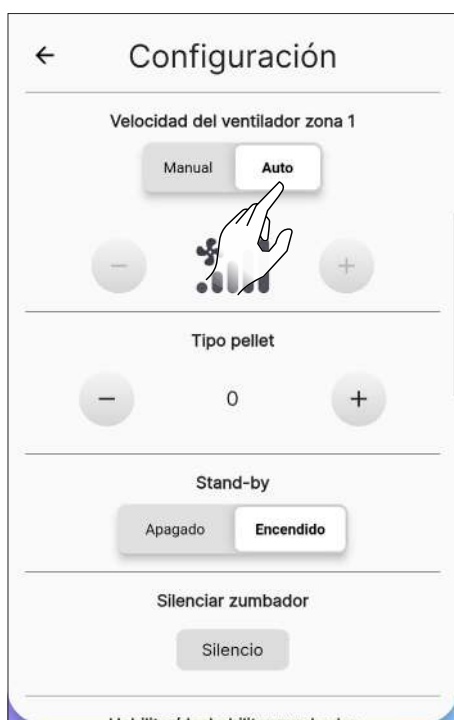 Configuración
Velocidad del ventilador zona 1
Manual Auto
Tipo pellet
0
Stand-by
Apagado Encendido
Silenciar zumbador
Silencio